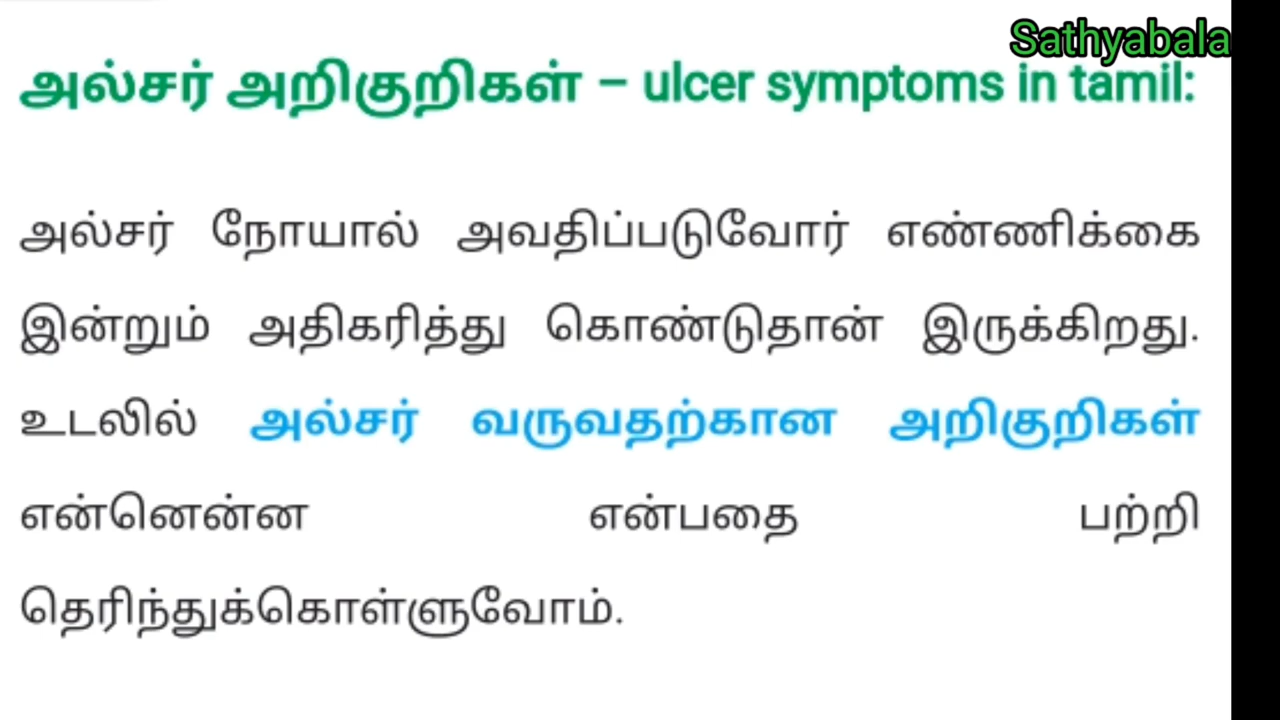 Sathyabala
அல்சர் அறிகுறிகள் – ulcer symptoms in tamil:
அல்சர் நோயால் அவதிப்படுவோர் எண்ணிக்கை
இன்றும் அதிகரித்து கொண்டுதான் இருக்கிறது.
உடலில் அல்சர் வருவதற்கான அறிகுறிகள்
என்னென்ன என்பதை பற்றி
தெரிந்துக்கொள்ளுவோம்.